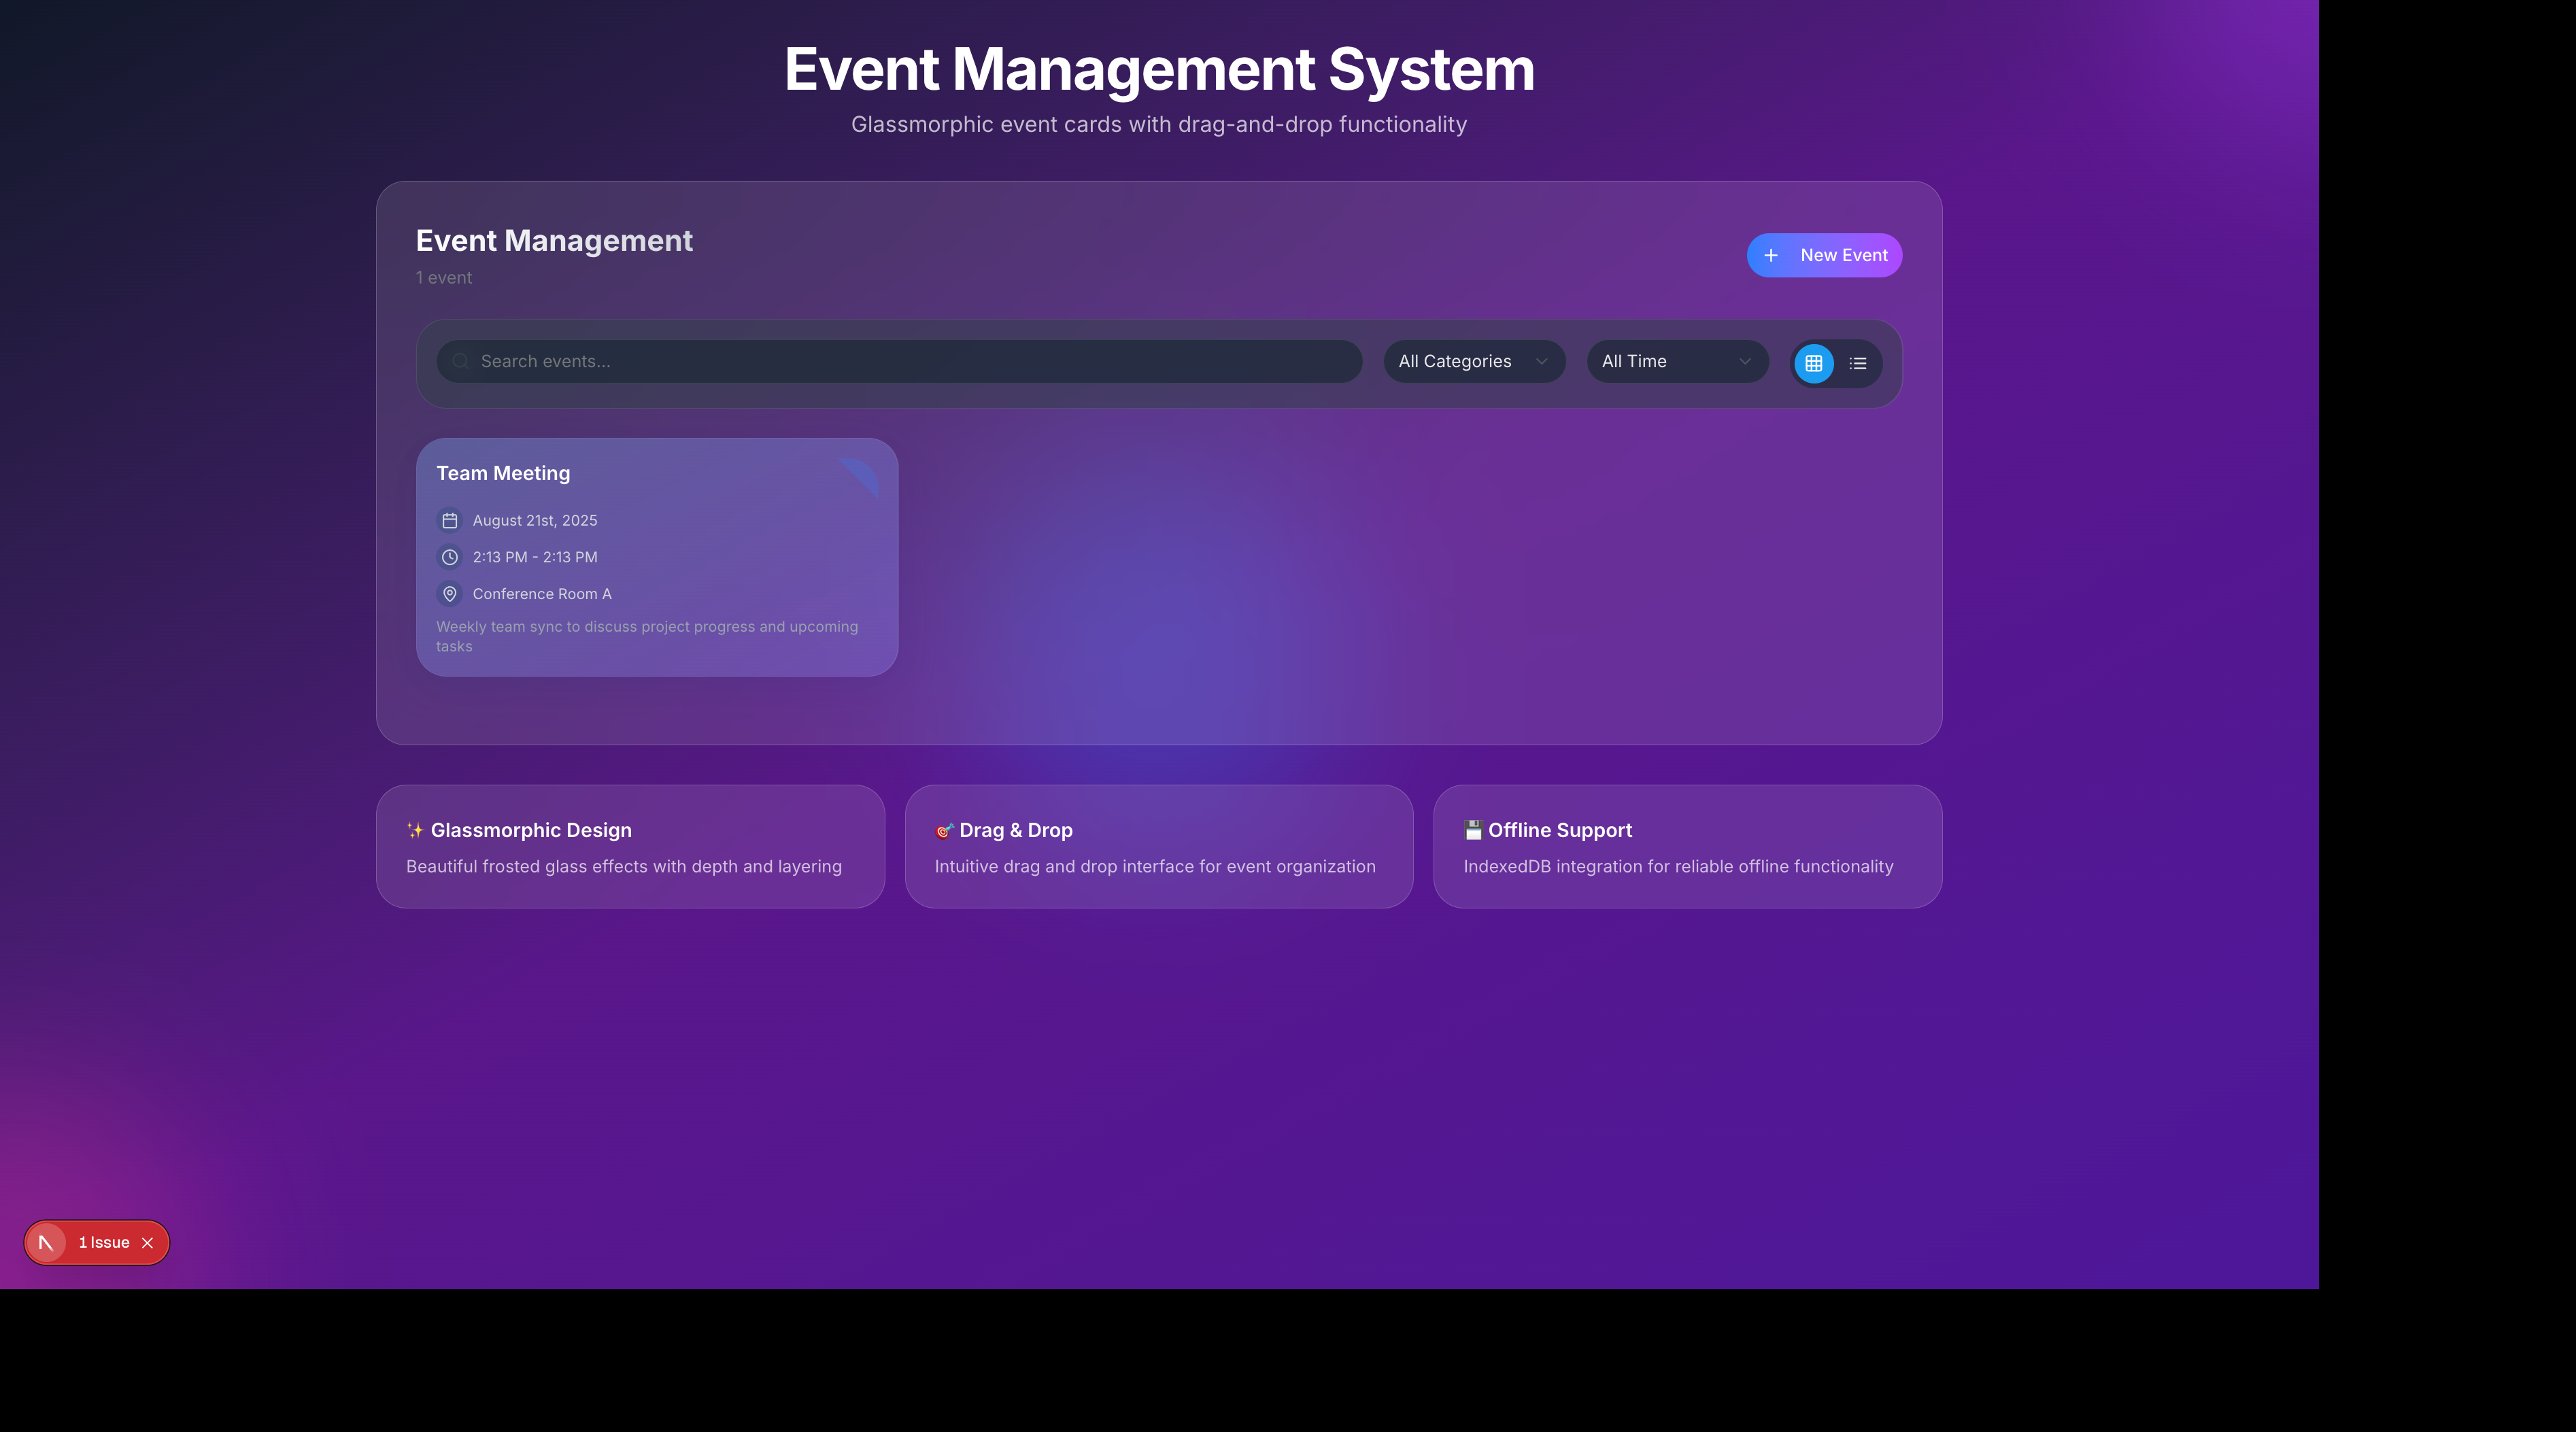 Event Management System
Glassmorphic event cards with drag-and-drop functionality
Event Management
1 event
New Event
Search events...
All Categories
All Time
Team Meeting
August 21st, 2025
2:13 PM - 2:13 PM
Conference Room A
Weekly team sync to discuss project progress and upcoming
tasks
✨ Glassmorphic Design
Beautiful frosted glass effects with depth and layering
🎯 Drag & Drop
Intuitive drag and drop interface for event organization
💾 Offline Support
IndexedDB integration for reliable offline functionality
1 Issue